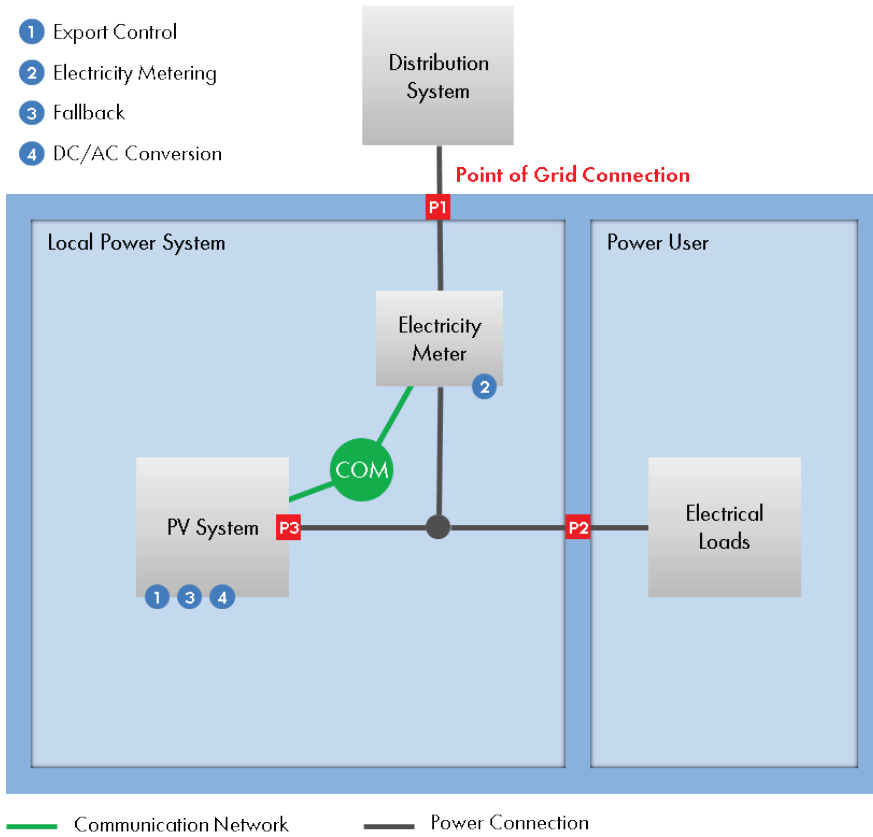 1 Export Control
2 Electricity Metering
3 Fallback
4 DC/AC Conversion
Distribution
System
Point of Grid Connection
P1
Local Power System
Power User
Electricity
Meter
2
COM
PV System
P3
P2
Electrical
Loads
1 3 4
Communication Network
Power Connection